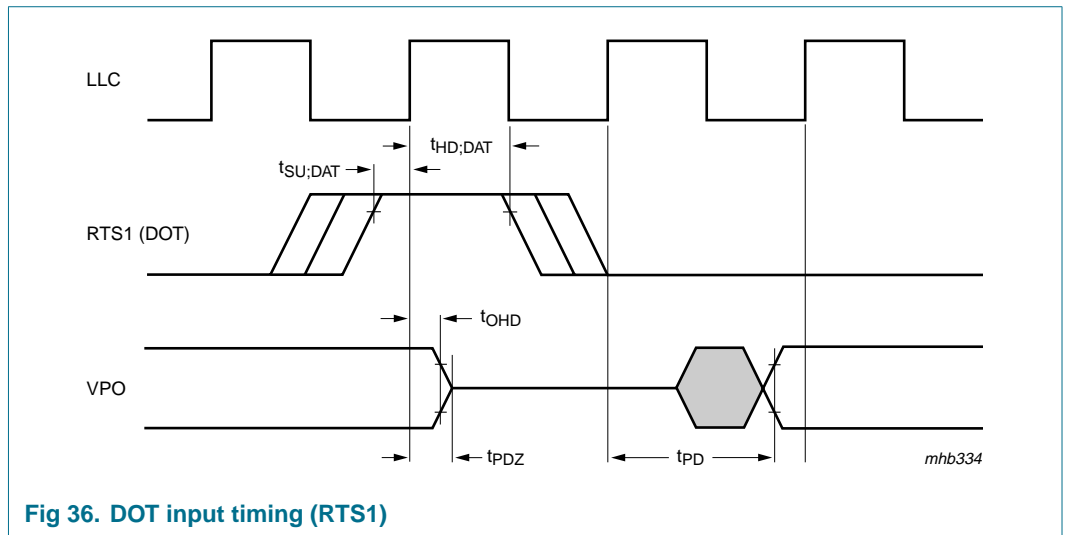 LLC
tHD;DAT
tSU;DAT
RTS1 (DOT)
tOHD
VPO
tPDZ
tPD
mhb334
Fig 36. DOT input timing (RTS1)